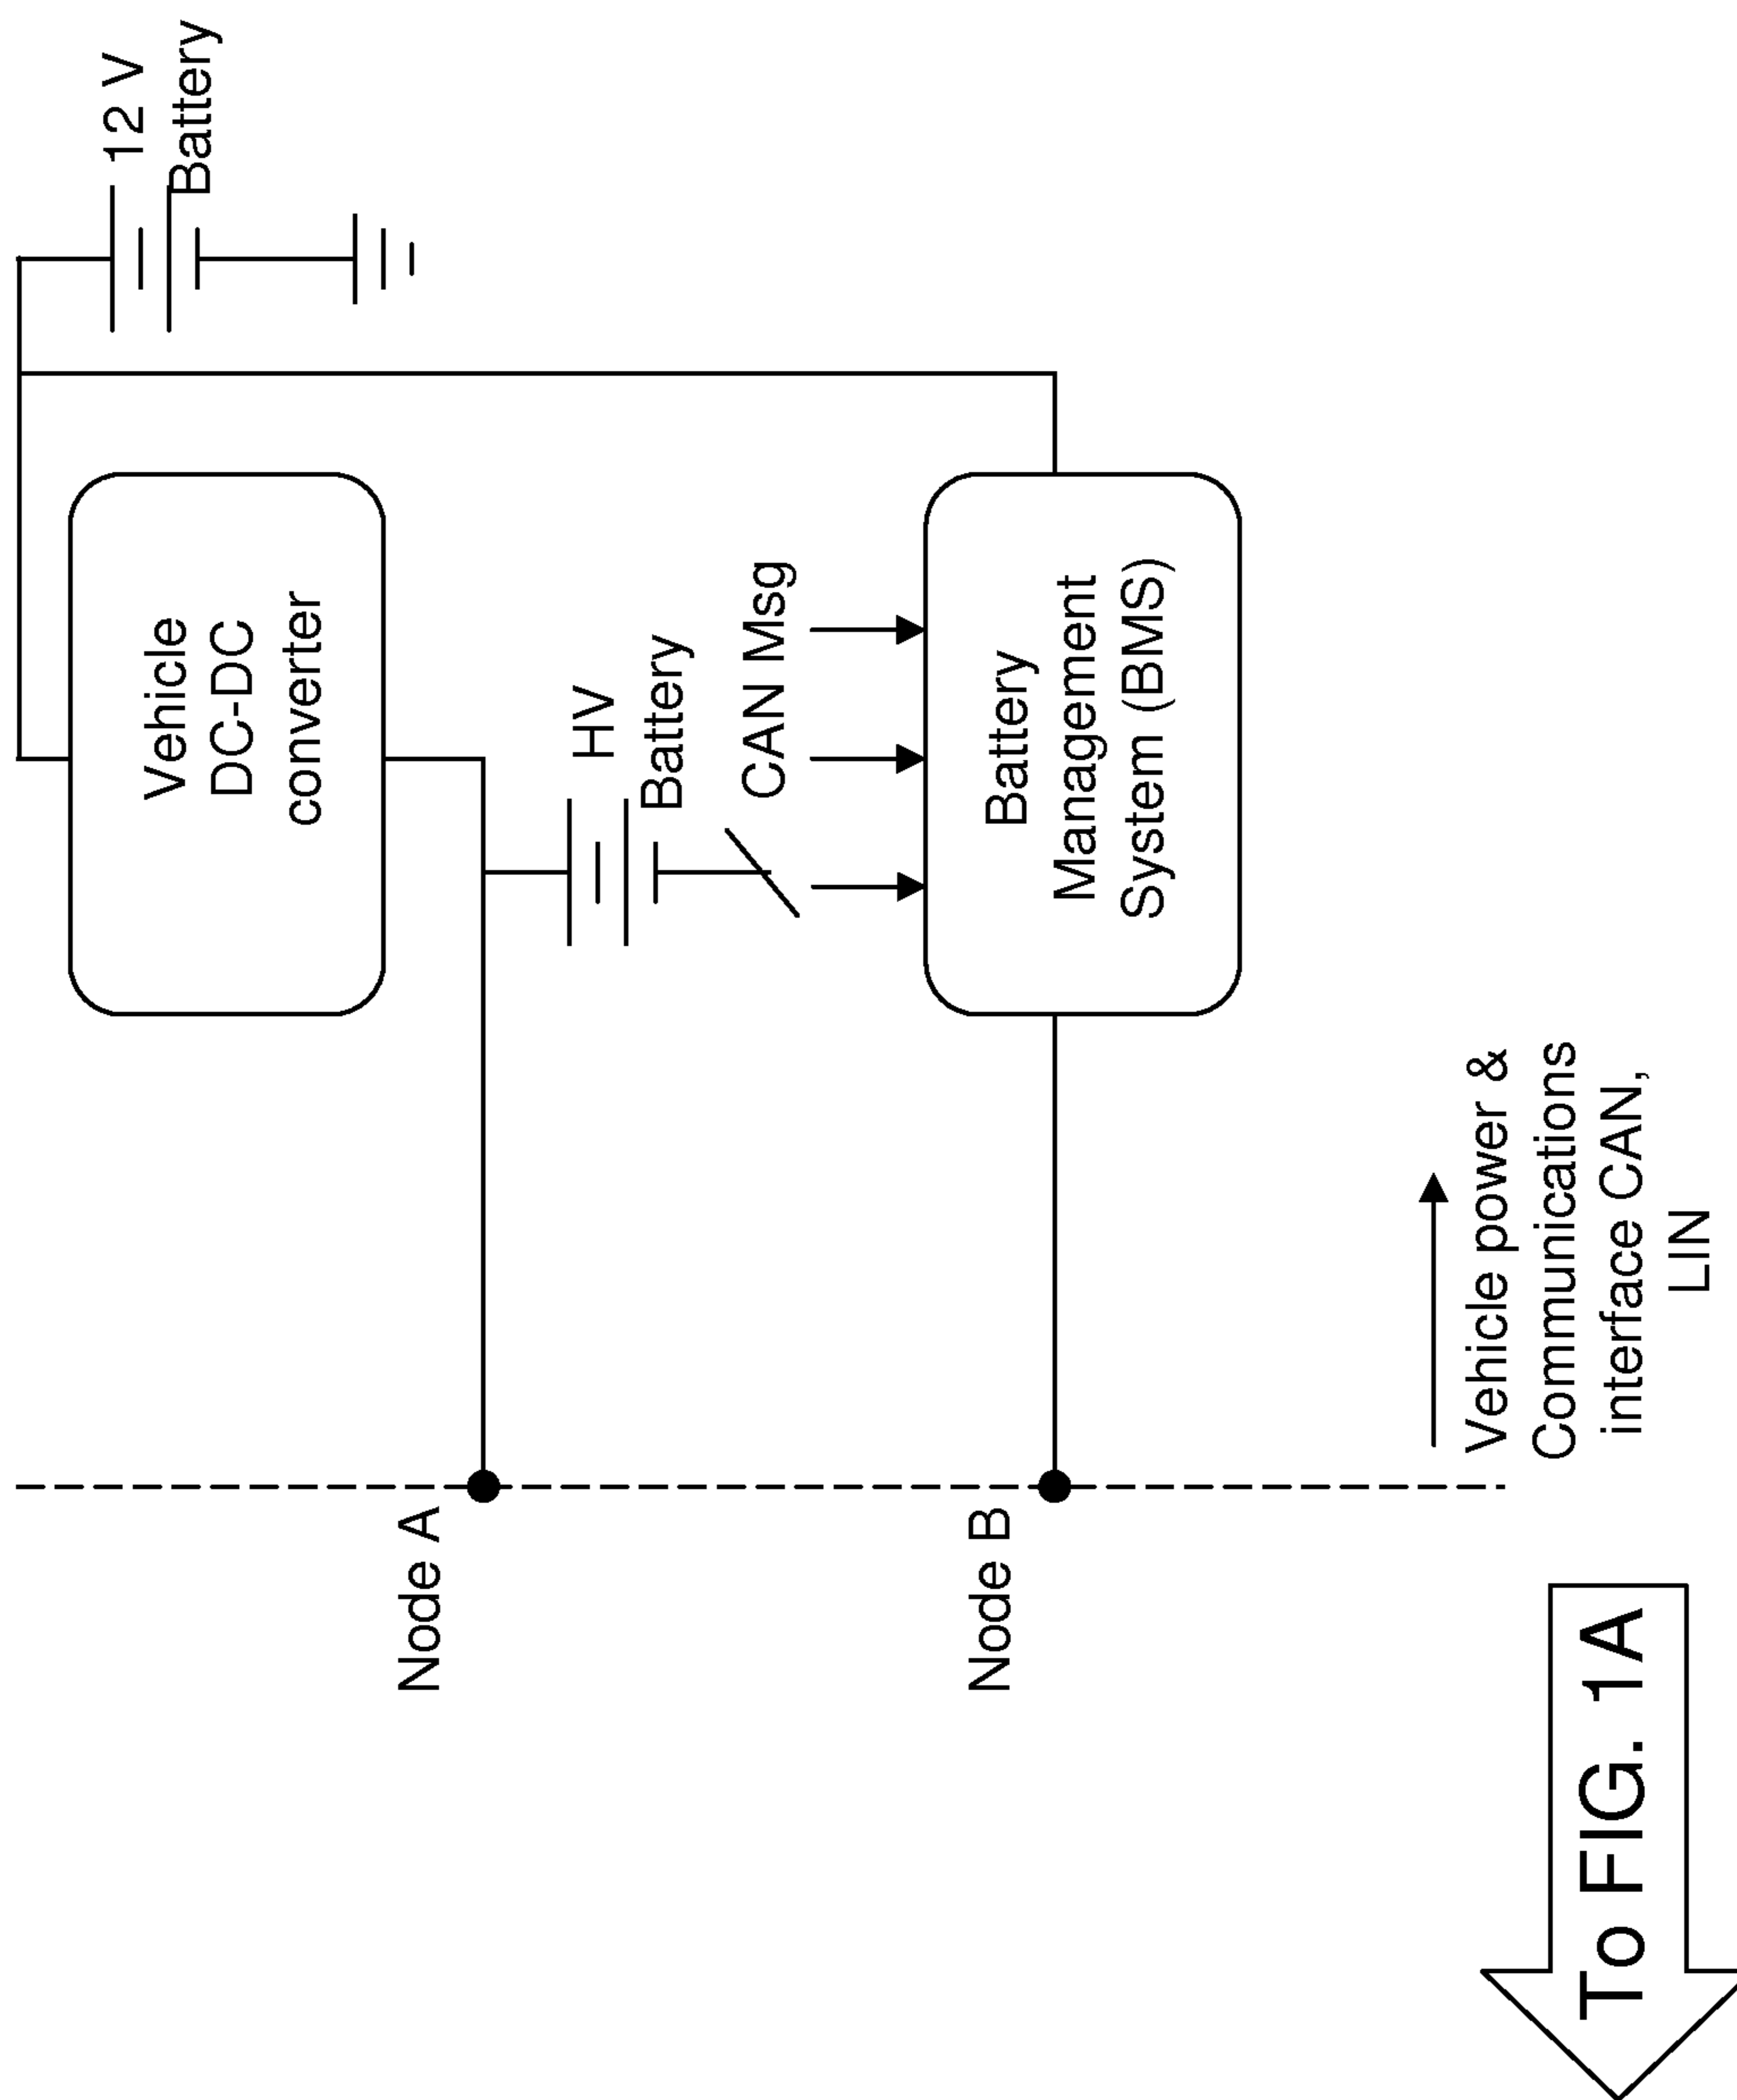 12 V
Battery
Vehicle
DC-DC
converter
HV
Battery
CAN Msg
Battery
Management
System (BMS)
Node A
Node B
Vehicle power &
Communications
interface CAN,
LIN
To FIG. 1A